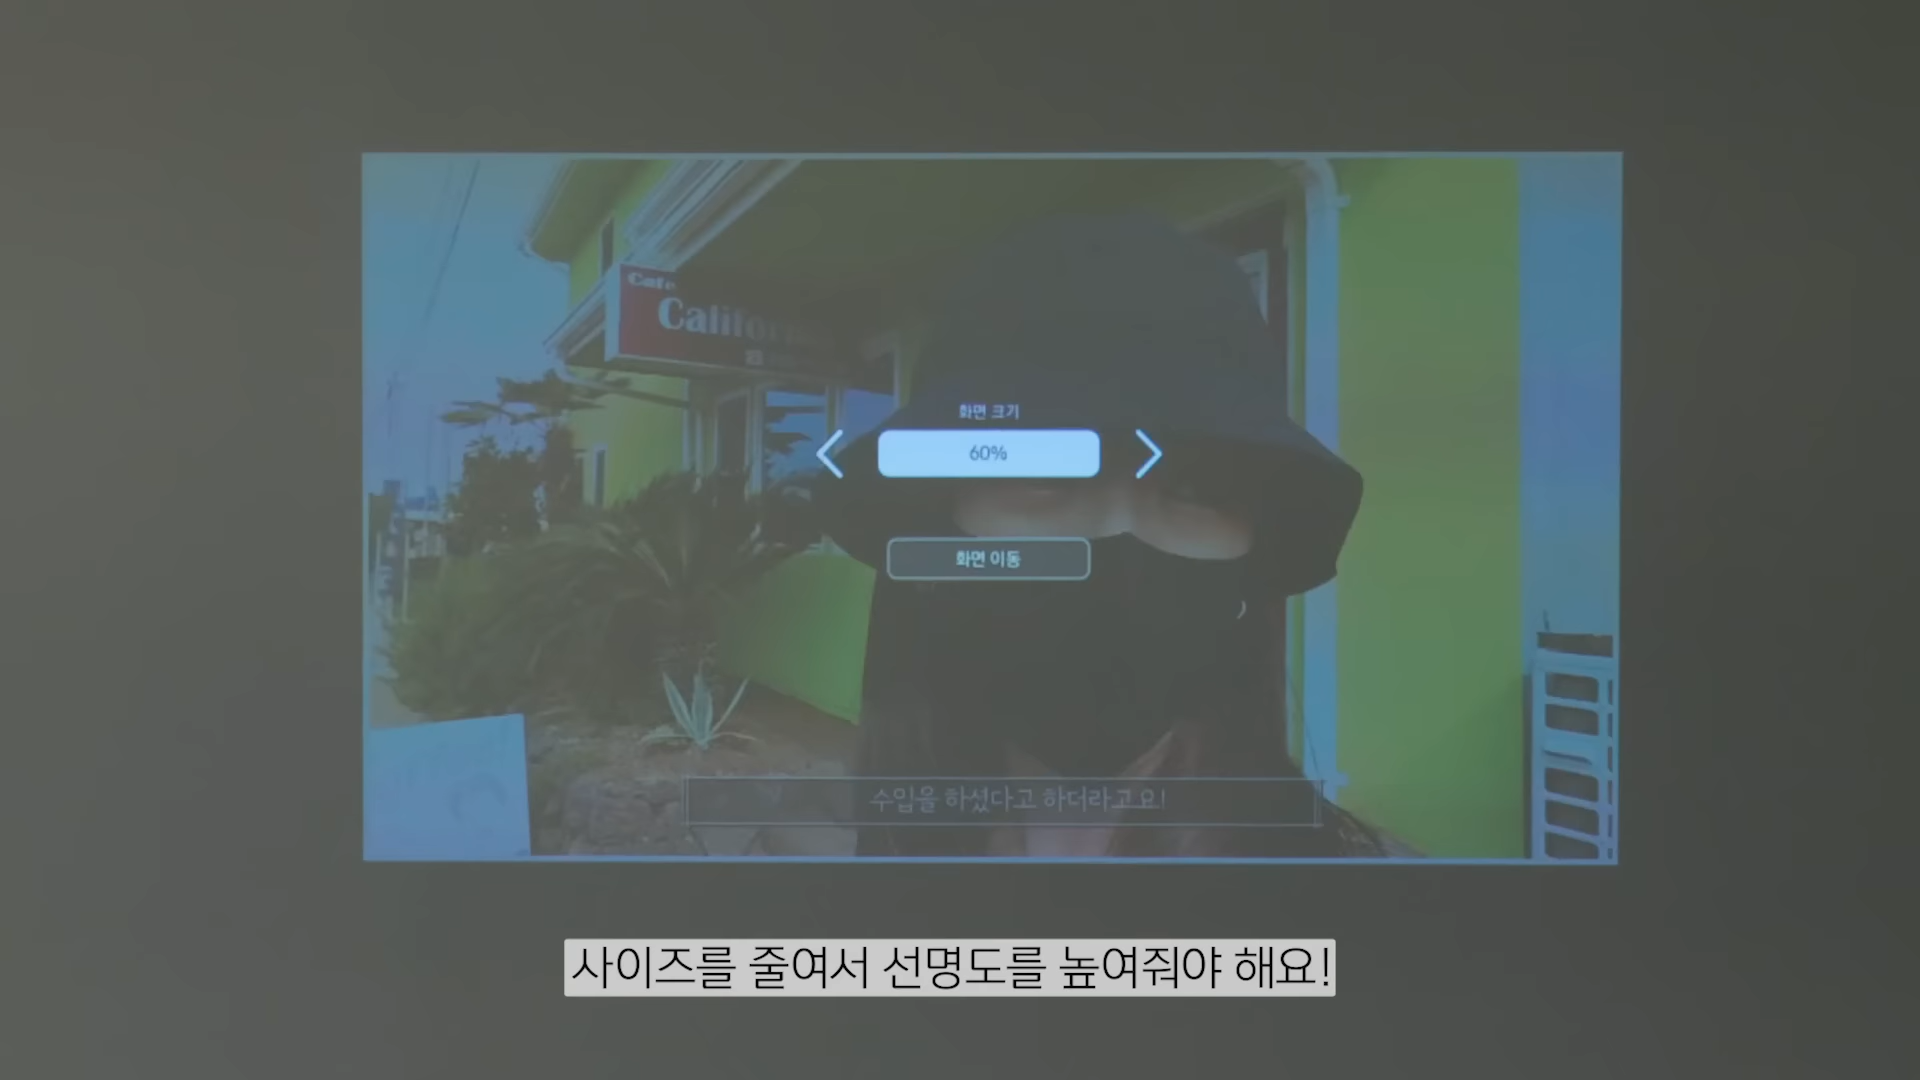 Cafe
화면 크기
60%
화면 이동
수입을 하셨다고 하더라고요!
사이즈를 줄여서 선명도를 높여줘야 해요!